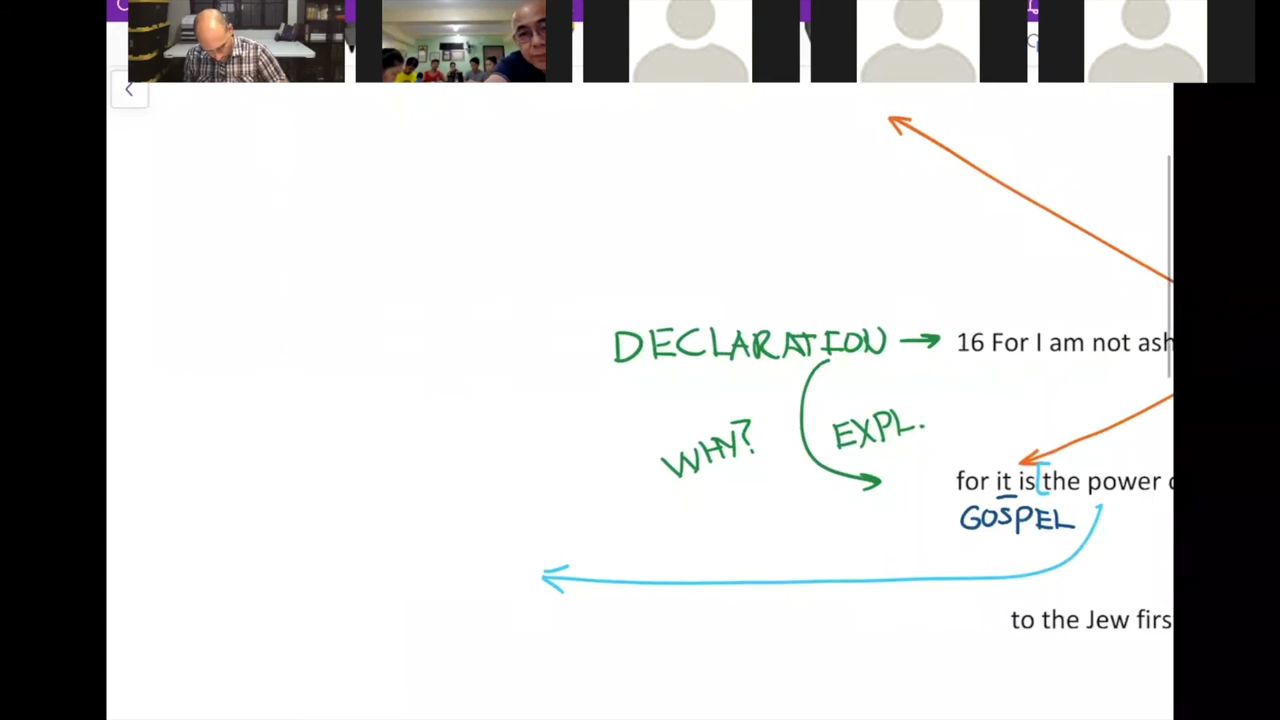 DECLARATION → 16 For I am not ash
WHY? EXPL.
for it is [the power
GOSPEL
to the Jew firs